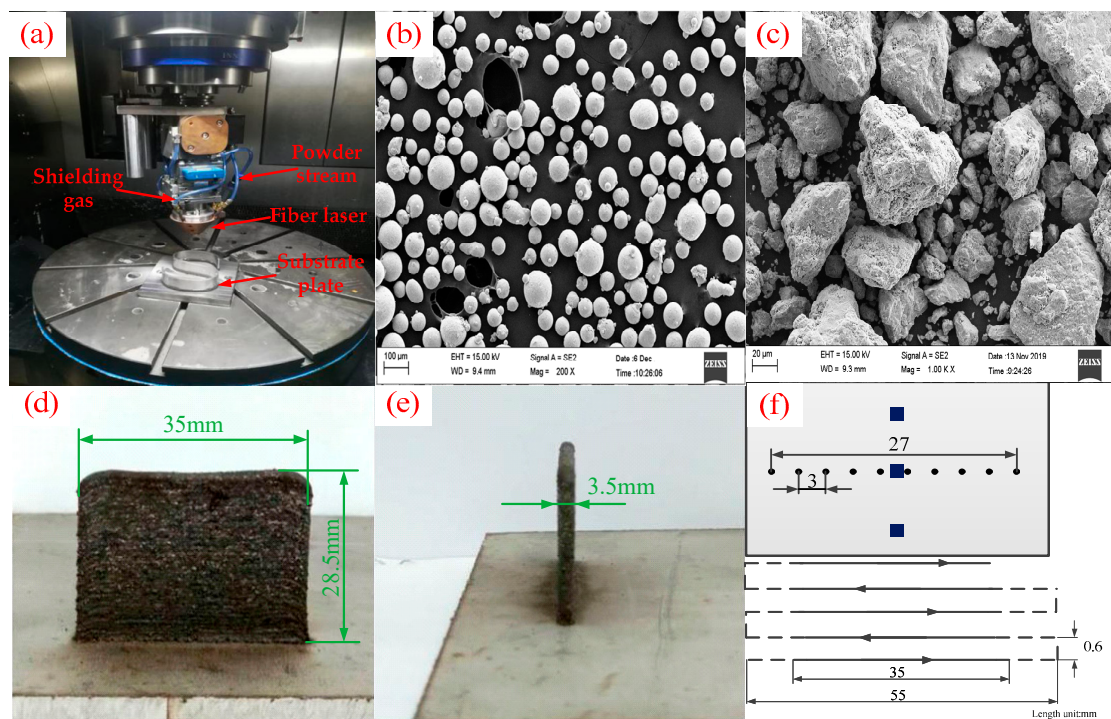 (a)
Shielding
gas
Powder
stream
Fiber laser
Substrate
plate
(b)
100 µm
EHT = 15.00 kV
WD = 9.4 mm
Signal A = SE2
Mag = 200 X
Date :6 Dec
Time :10:26:06
ZEISS
(c)
20 µm
EHT = 15.00 kV
WD = 9.3 mm
Signal A = SE2
Mag = 1.00 K X
Date :13 Nov 2019
Time :9:24:26
ZEISS
(d)
35mm
28.5mm
(e)
3.5mm
(f)
27
3
0.6
35
55
Length unit:mm